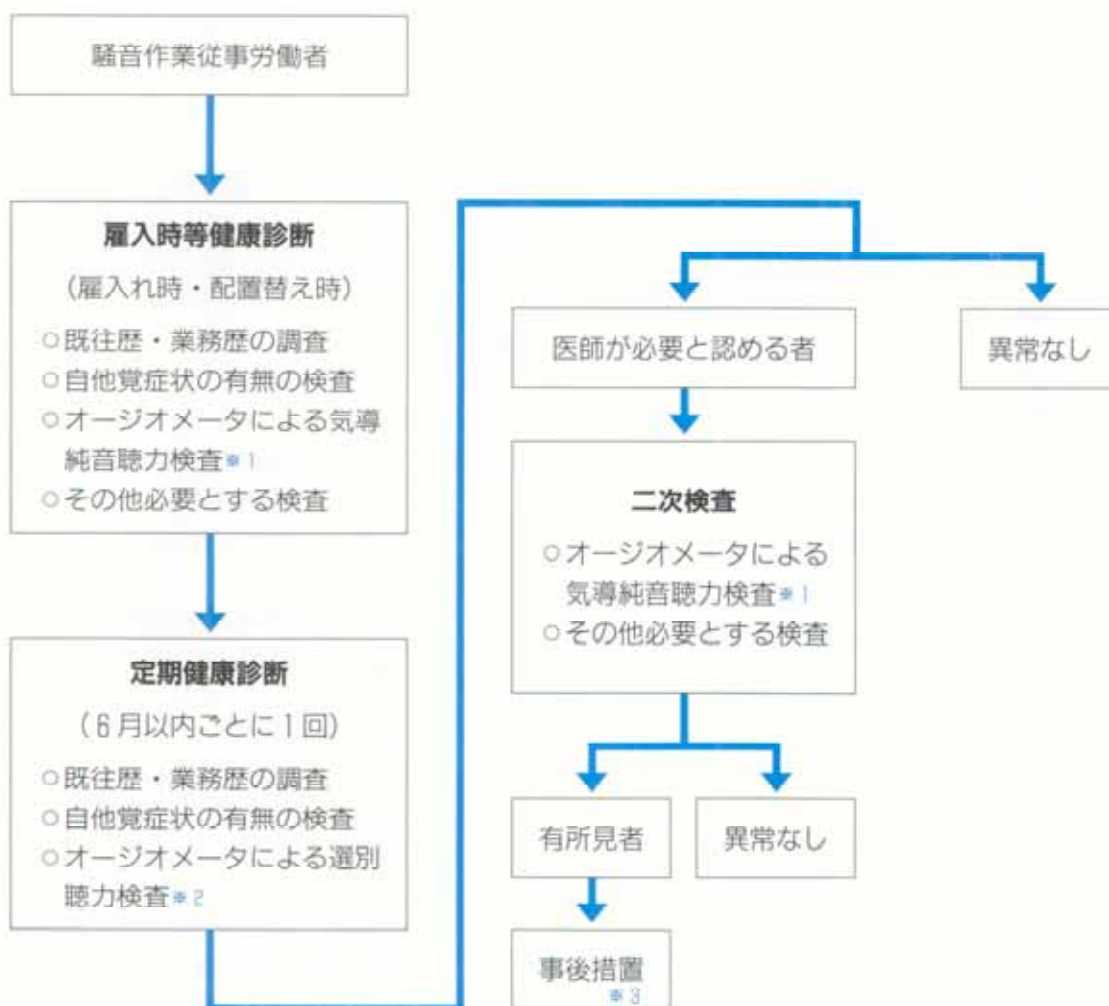 騒音作業従事労働者
雇入時等健康診断
（雇入れ時・配置替え時）
○既往歴・業務歴の調査
○自他覚症状の有無の検査
○オージオメータによる気導
純音聴力検査※1
○その他必要とする検査
定期健康診断
（6月以内ごとに1回）
○既往歴・業務歴の調査
○自他覚症状の有無の検査
○オージオメータによる選別
聴力検査※2
医師が必要と認める者
異常なし
二次検査
○オージオメータによる
気導純音聴力検査※1
○その他必要とする検査
有所見者
異常なし
事後措置
※3